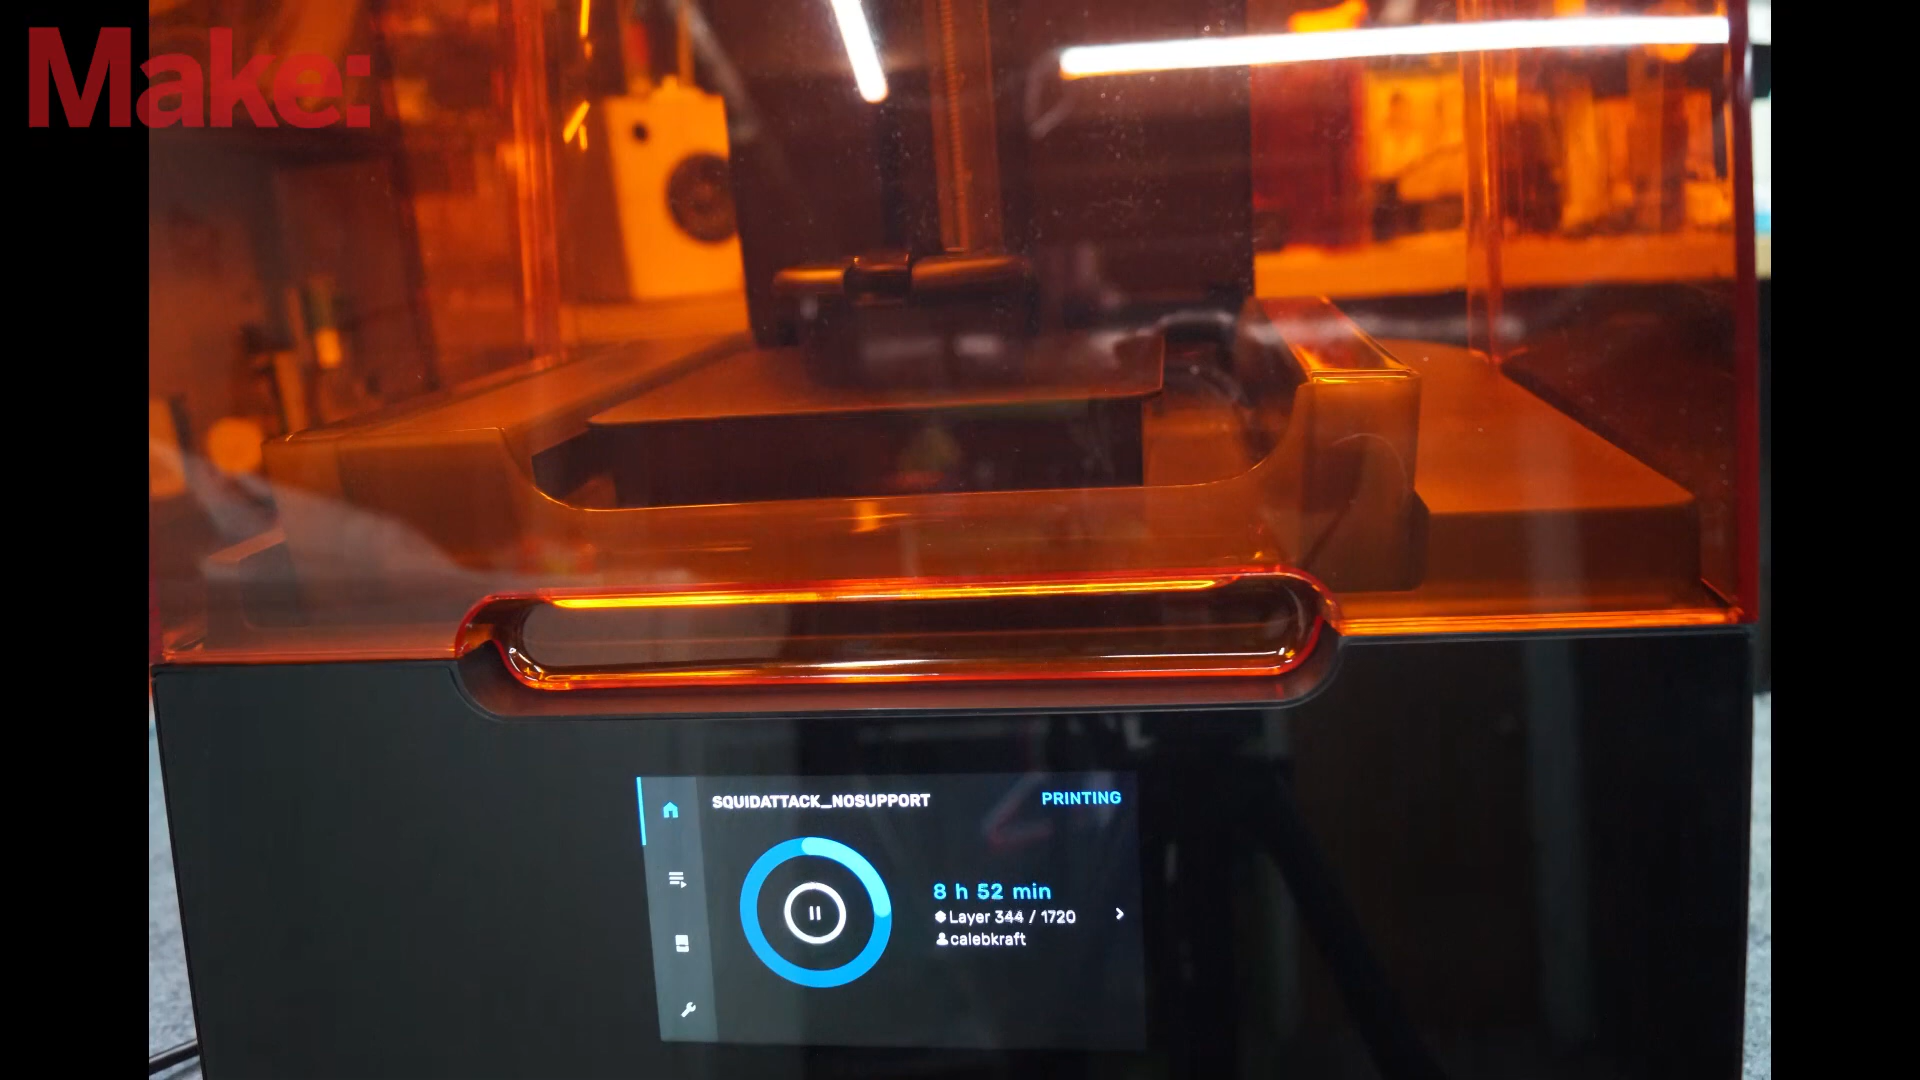 Make:
SQUIDATTACK_NOSUPPORT
PRINTING
8 h 52 min
Layer 344 / 1720
calebkraft